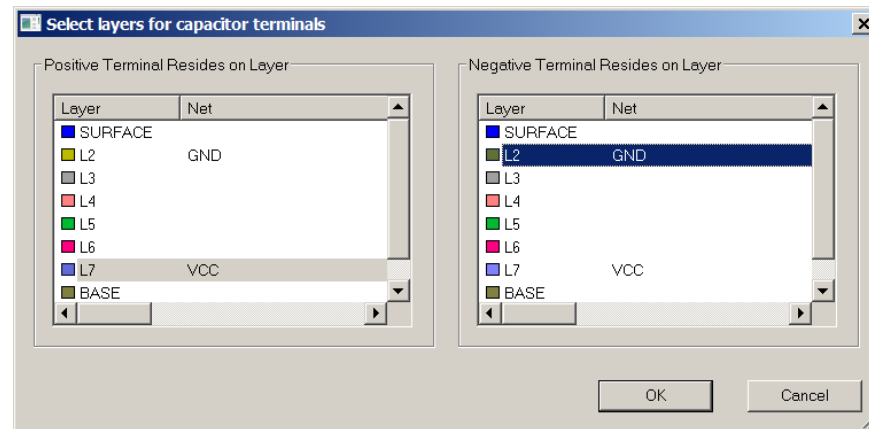 Select layers for capacitor terminals
Positive Terminal Resides on Layer
Layer Net
SURFACE
L2 GND
L3
L4
L5
L6
L7 VCC
BASE
Negative Terminal Resides on Layer
Layer Net
SURFACE
L2 GND
L3
L4
L5
L6
L7 VCC
BASE
OK Cancel